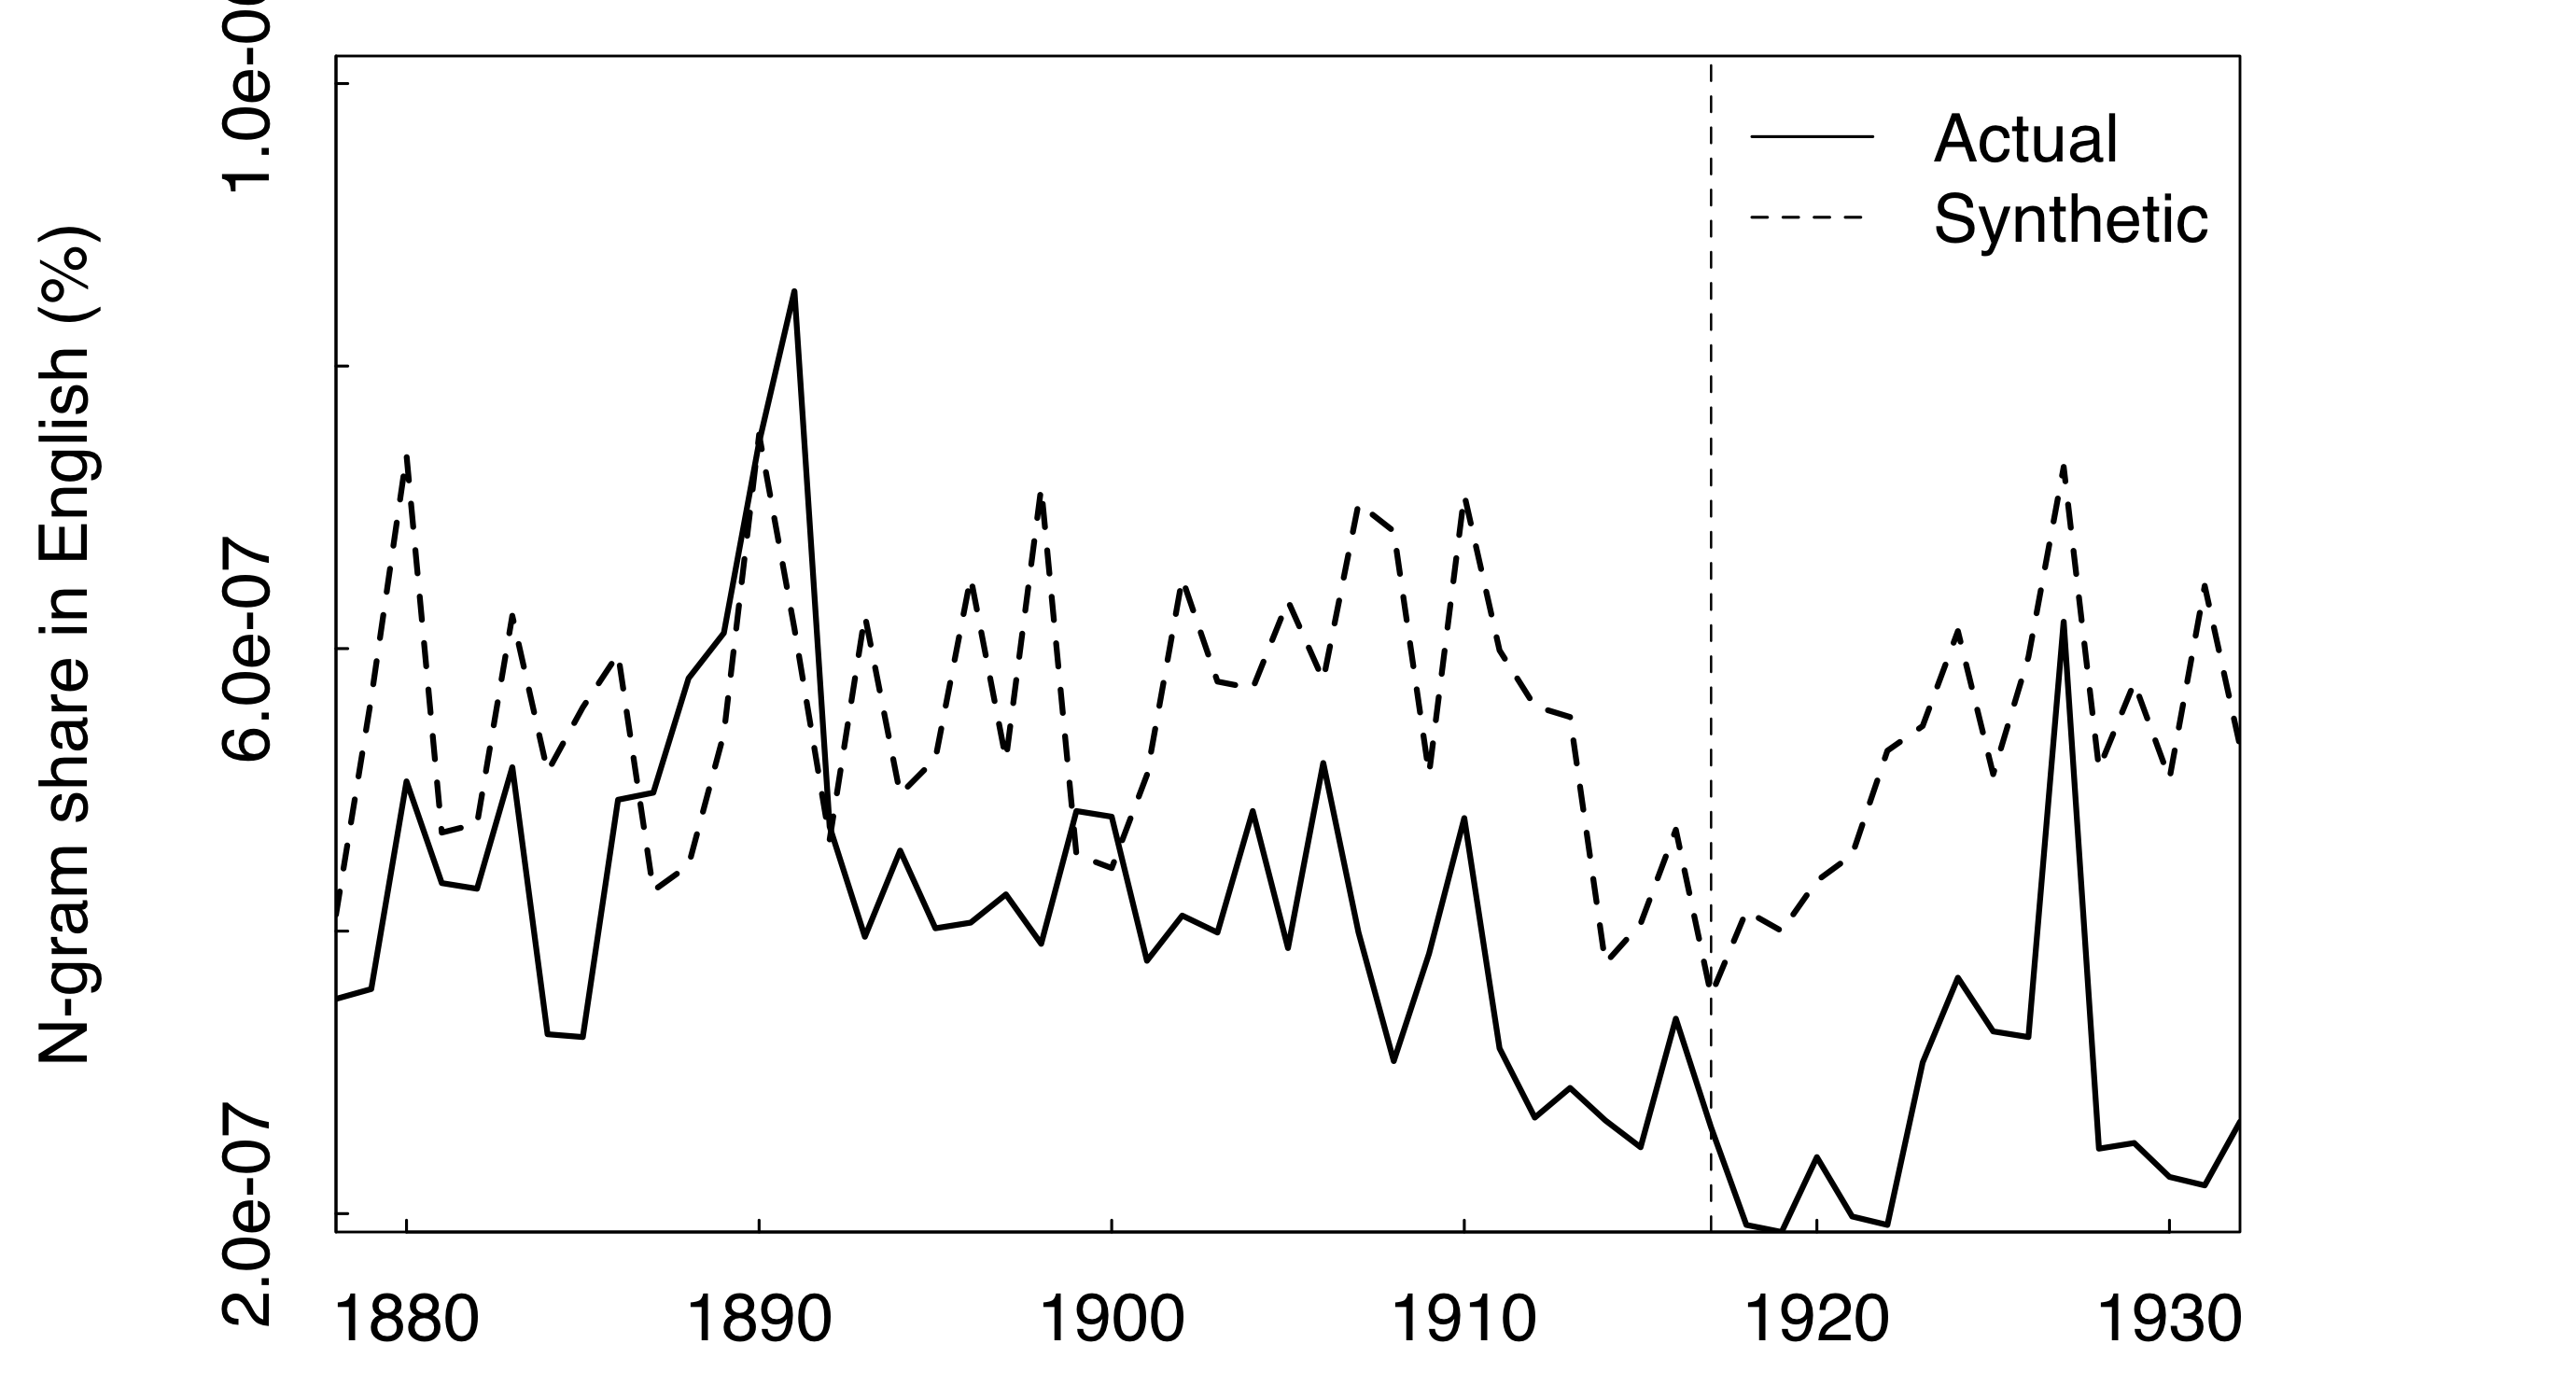 N-gram share in English (%)
1.0e-0
6.0e-07
2.0e-07
Actual
Synthetic
1880 1890 1900 1910 1920 1930